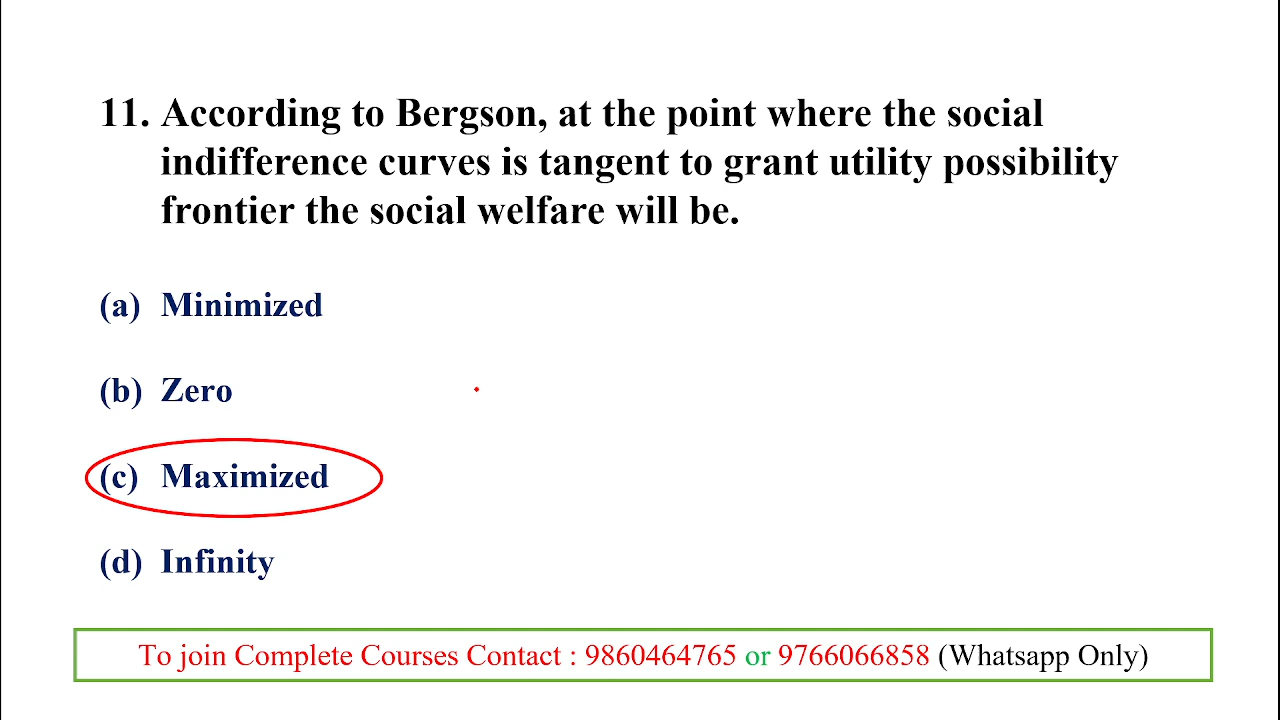 11. According to Bergson, at the point where the social
indifference curves is tangent to grant utility possibility
frontier the social welfare will be.
(a) Minimized
(b) Zero
(c) Maximized
(d) Infinity
To join Complete Courses Contact : 9860464765 or 9766066858 (Whatsapp Only)